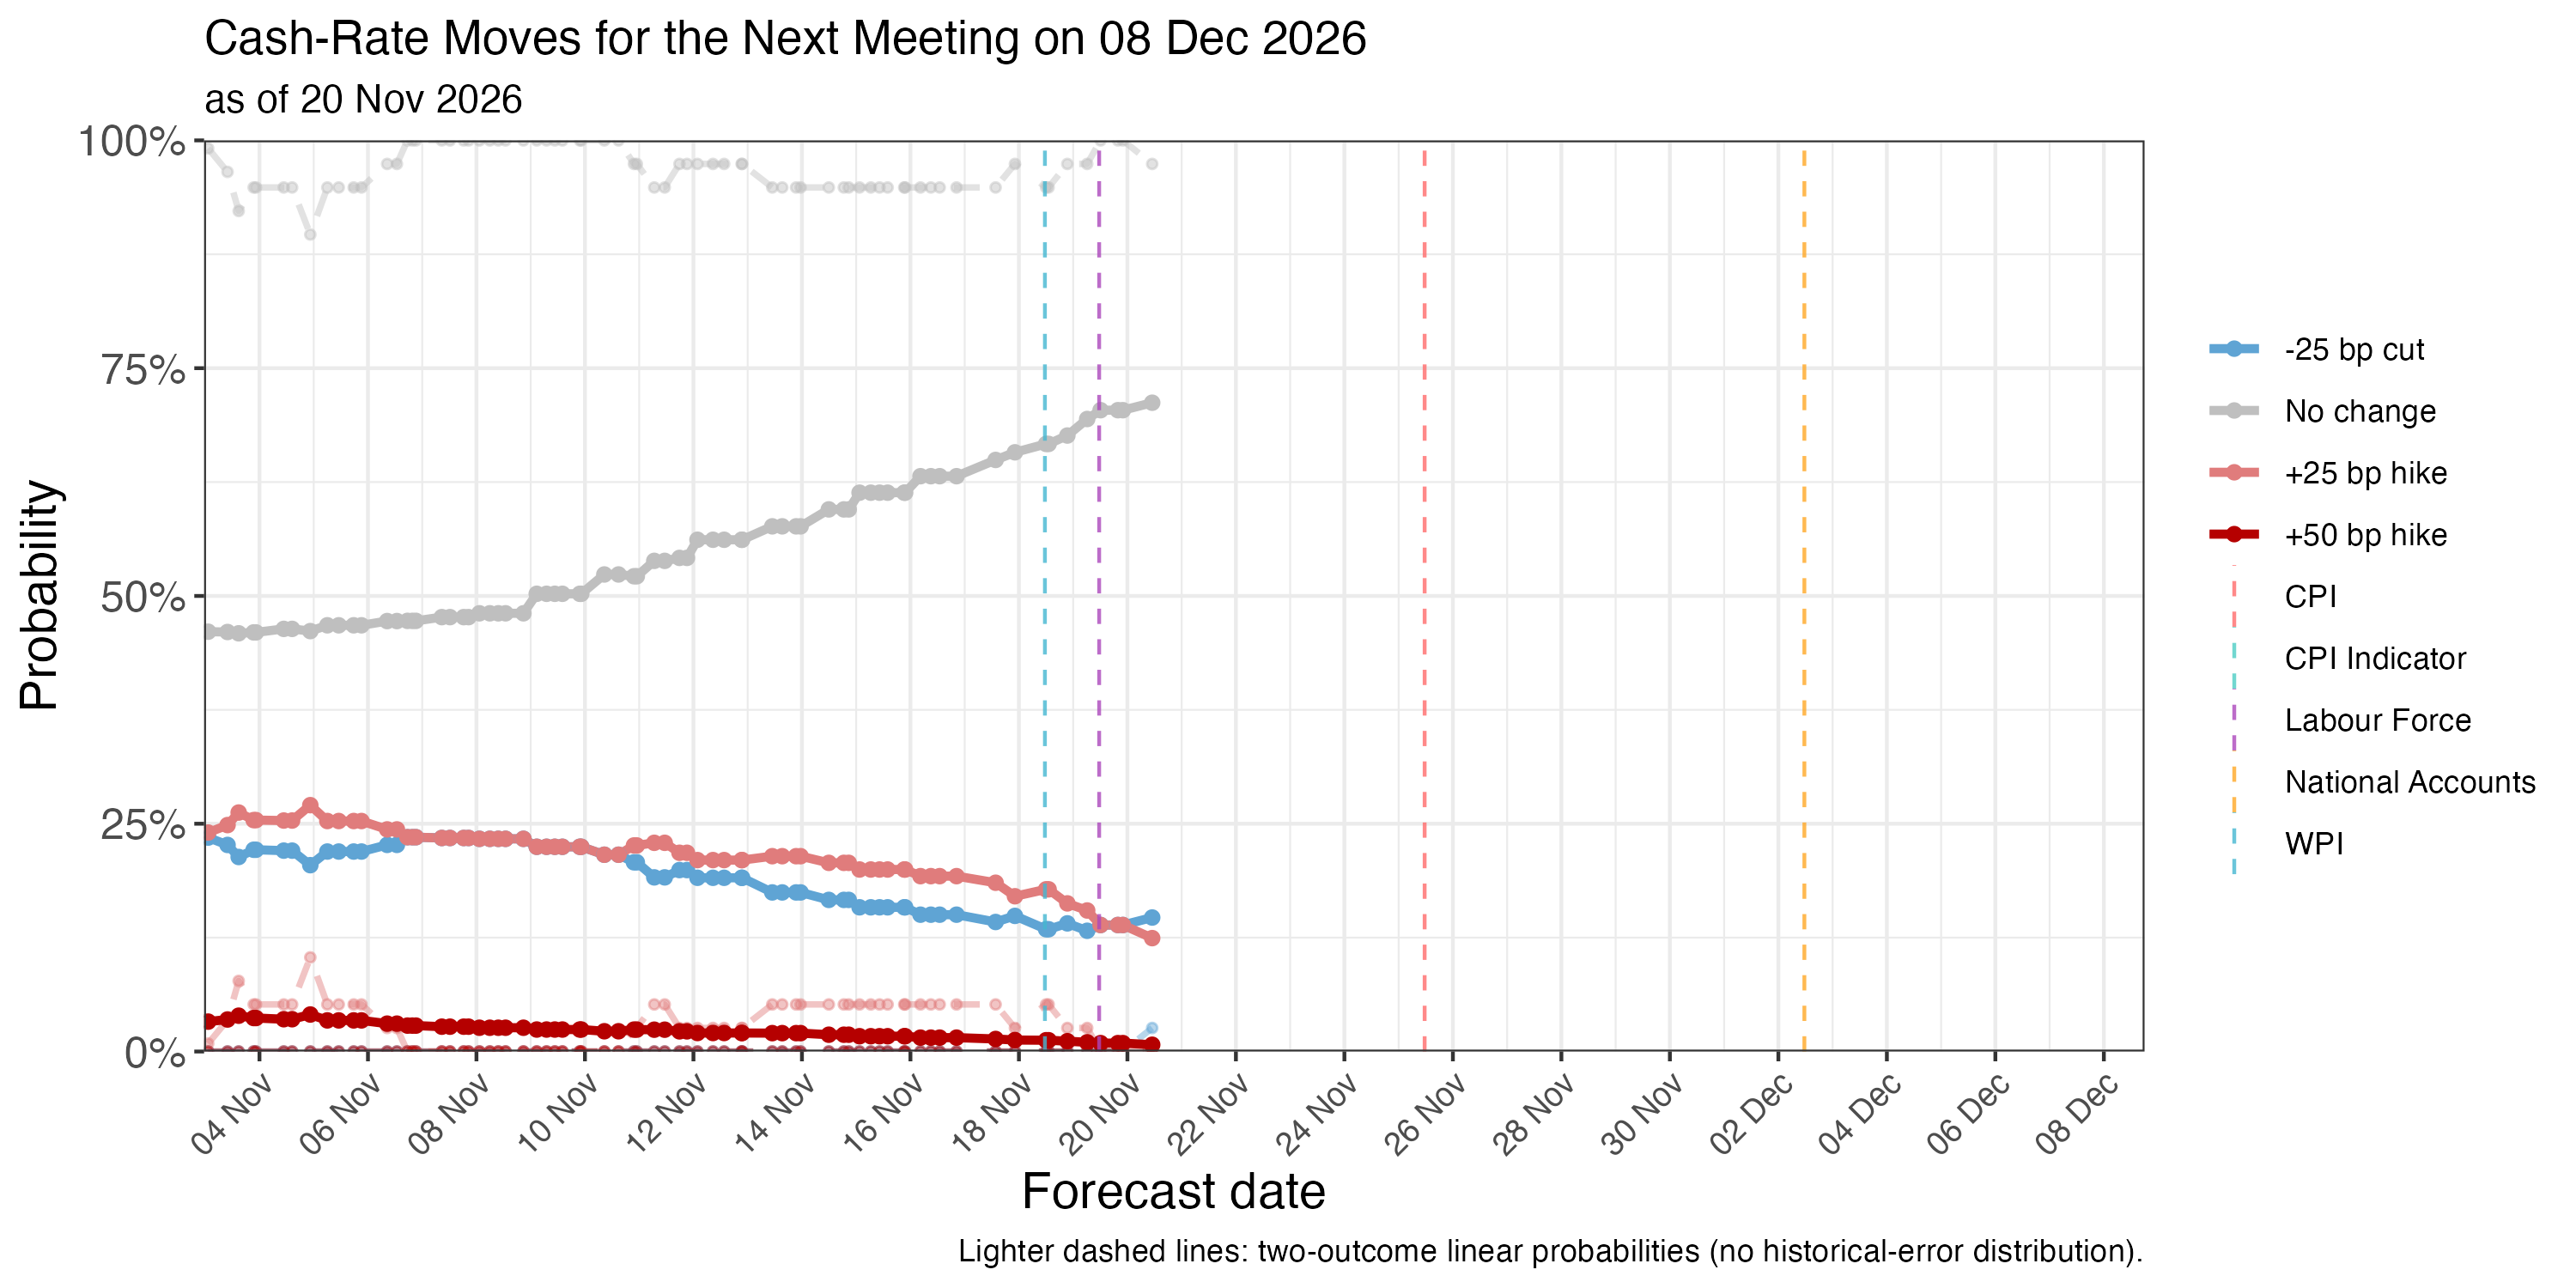 Cash-Rate Moves for the Next Meeting on 08 Dec 2026
as of 20 Nov 2026
Probability
100%
75%
50%
25%
0%
04 Nov
06 Nov
08 Nov
10 Nov
12 Nov
14 Nov
16 Nov
18 Nov
20 Nov
22 Nov
24 Nov
26 Nov
28 Nov
30 Nov
02 Dec
04 Dec
06 Dec
08 Dec
Forecast date
-25 bp cut
No change
+25 bp hike
+50 bp hike
CPI
CPI Indicator
Labour Force
National Accounts
WPI
Lighter dashed lines: two-outcome linear probabilities (no historical-error distribution).